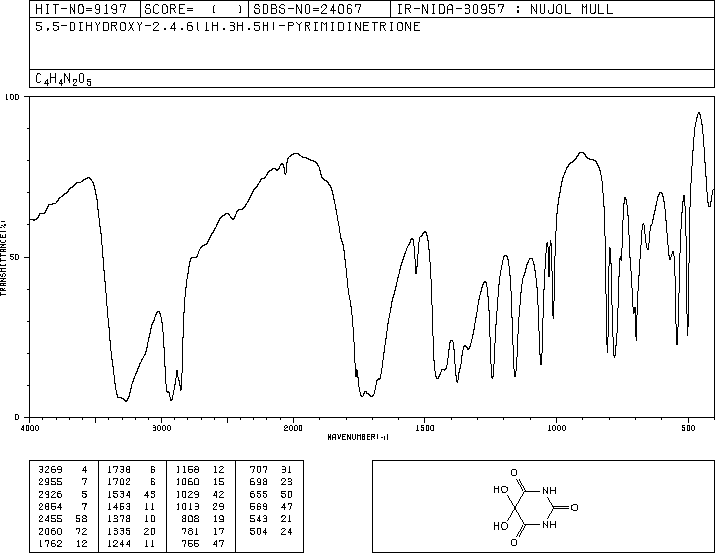 HIT-NO=9197 SCORE= ( ) SDBS-NO=24067 IR-NIDA-30957 : NUJOL MULL
5,5-DIHYDROXY-2,4,6(1H,3H,5H)-PYRIMIDINETRIONE
C4H4N2O5
100
50
0
TRANSMITTANCE(%)
4000 3000 2000 1500 1000 500
WAVENUMBER(-1)
3269 4 1738 6 1158 12 707 31
2955 7 1702 6 1060 15 698 23
2926 5 1534 43 1029 42 655 50
2854 7 1453 11 1013 29 569 47
2455 58 1378 10 808 19 543 21
2060 72 1335 20 781 17 504 24
1762 12 1244 11 755 47
O
HO NH
O
HO NH
O